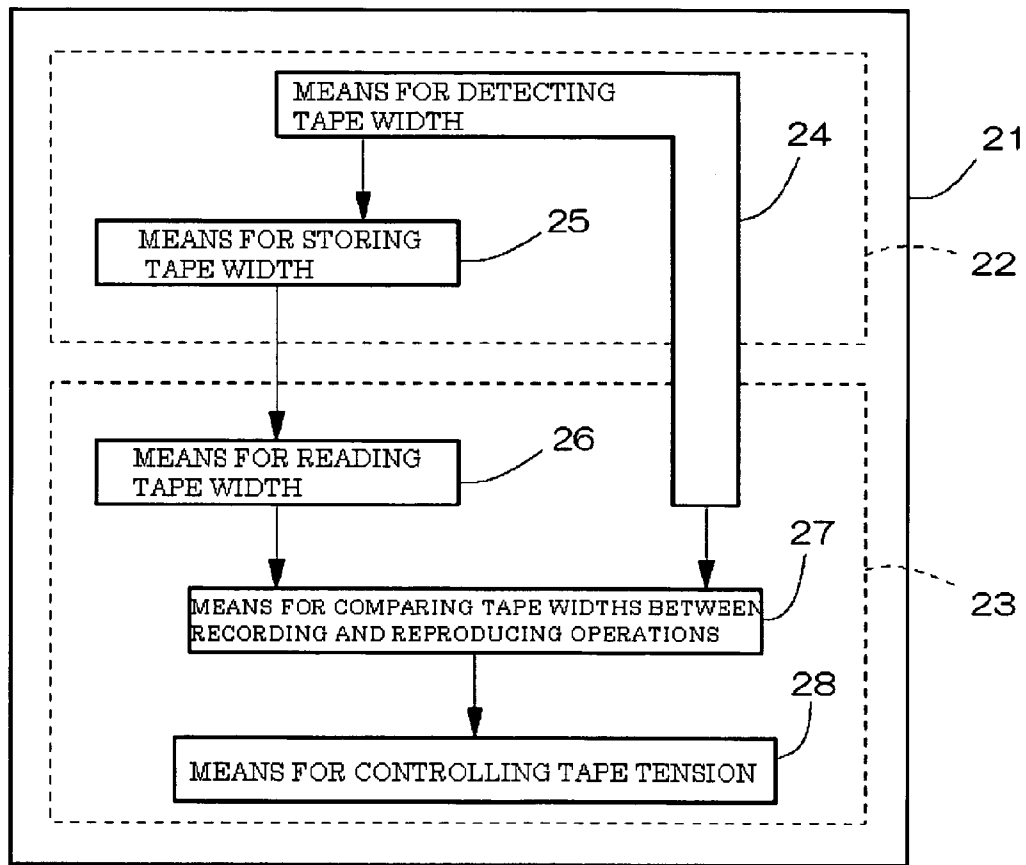 MEANS FOR DETECTING
TAPE WIDTH
24
21
MEANS FOR STORING
TAPE WIDTH
25
22
MEANS FOR READING
TAPE WIDTH
26
27
MEANS FOR COMPARING TAPE WIDTHS BETWEEN
RECORDING AND REPRODUCING OPERATIONS
23
28
MEANS FOR CONTROLLING TAPE TENSION